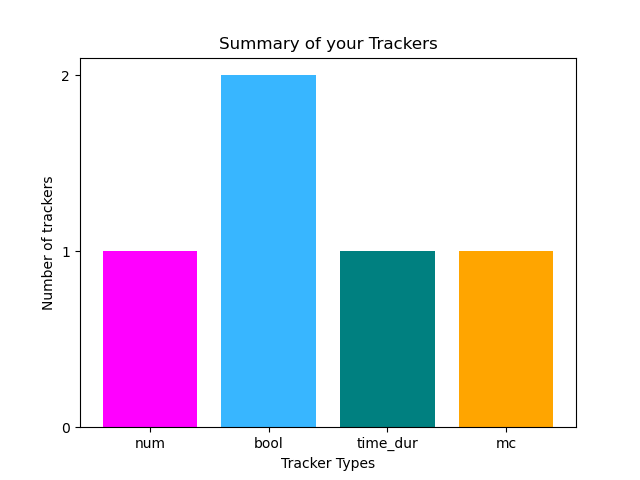 Summary of your Trackers
Number of trackers
2
1
0
num bool time_dur mc
Tracker Types